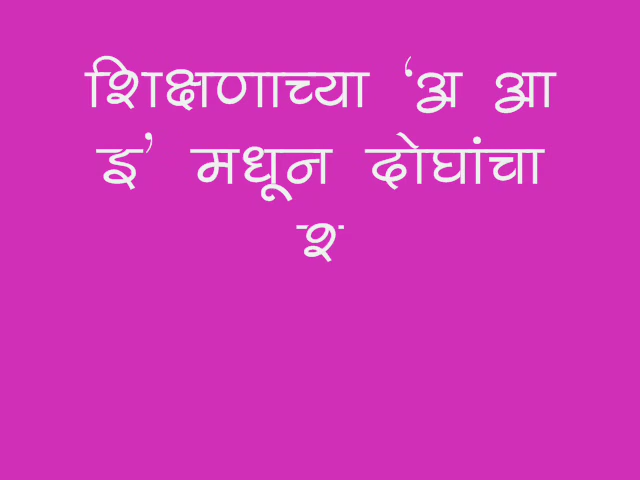 शिक्षणाच्या ‘अ आ
इ’ मधून दोघांचा
श्